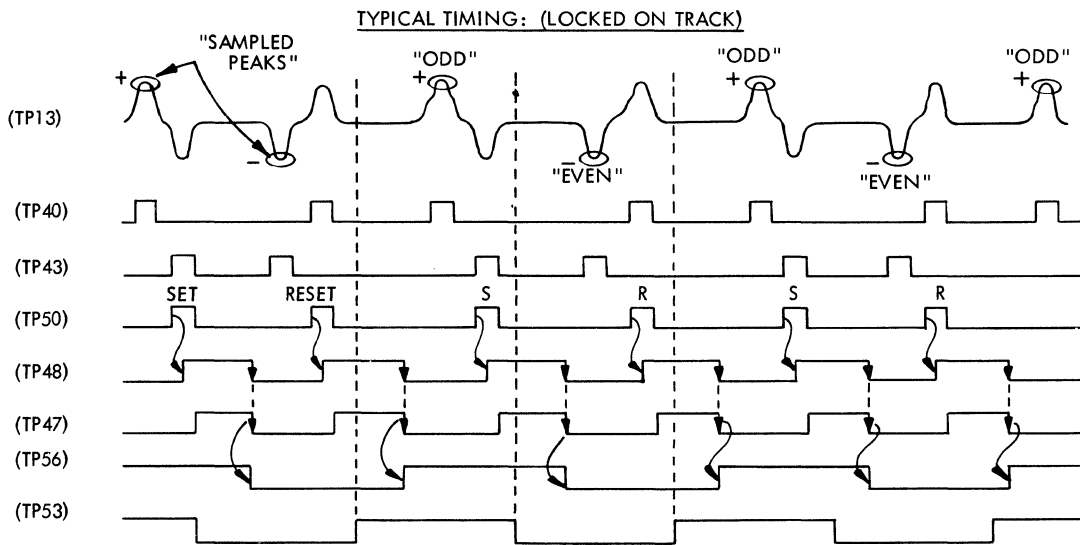 TYPICAL TIMING: (LOCKED ON TRACK)
"SAMPLED
PEAKS"
+
"ODD"
+
"ODD"
+
"ODD"
+
(TP13)
−
−
"EVEN"
−
"EVEN"
(TP40)
(TP43)
SET RESET S R S R
(TP50)
(TP48)
(TP47)
(TP56)
(TP53)